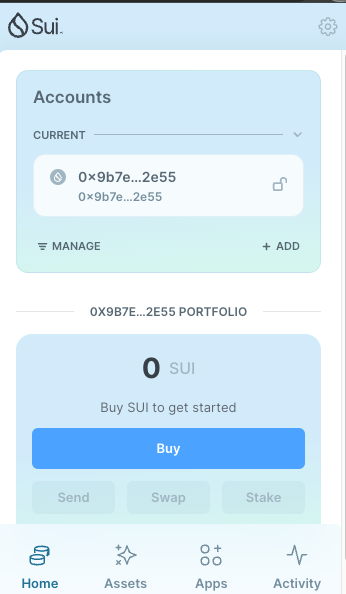 Sui
Accounts
CURRENT
0×9b7e...2e55
0×9b7e...2e55
MANAGE
+ ADD
0X9B7E...2E55 PORTFOLIO
0 SUI
Buy SUI to get started
Buy
Send Swap Stake
Home Assets Apps Activity